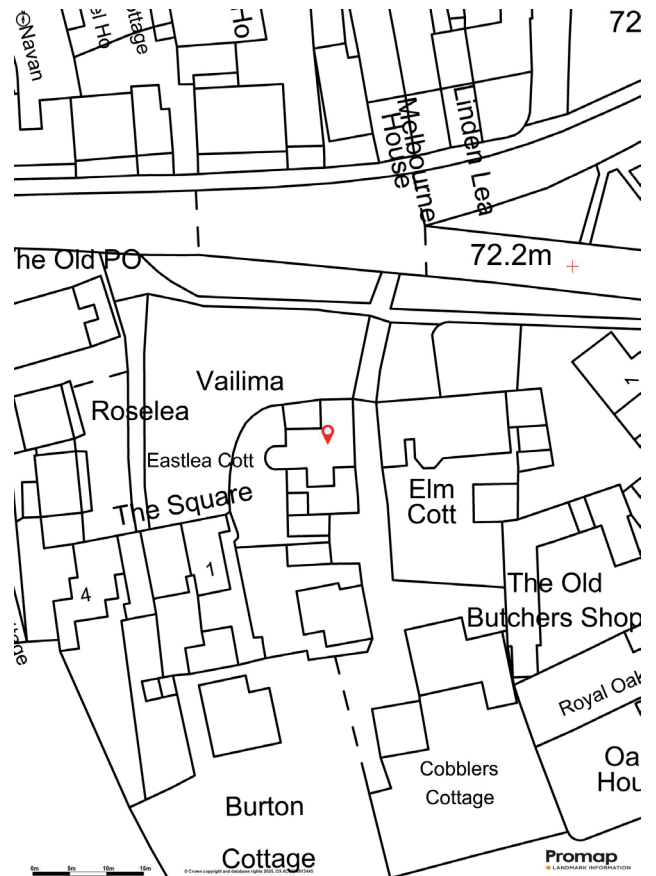 72
Navan
el Ho
ottage
Ho
Melbourne
House
Linden Lea
72.2m
he Old PO
Vailima
Roselea
Eastlea Cott
The Square
Elm
Cott
1
1
4
The Old
Butchers Shop
Royal Oak
Oa
Hou
Cobblers
Cottage
Burton
Cottage
0m 5m 10m 15m
Promap
LANDMARK INFORMATION